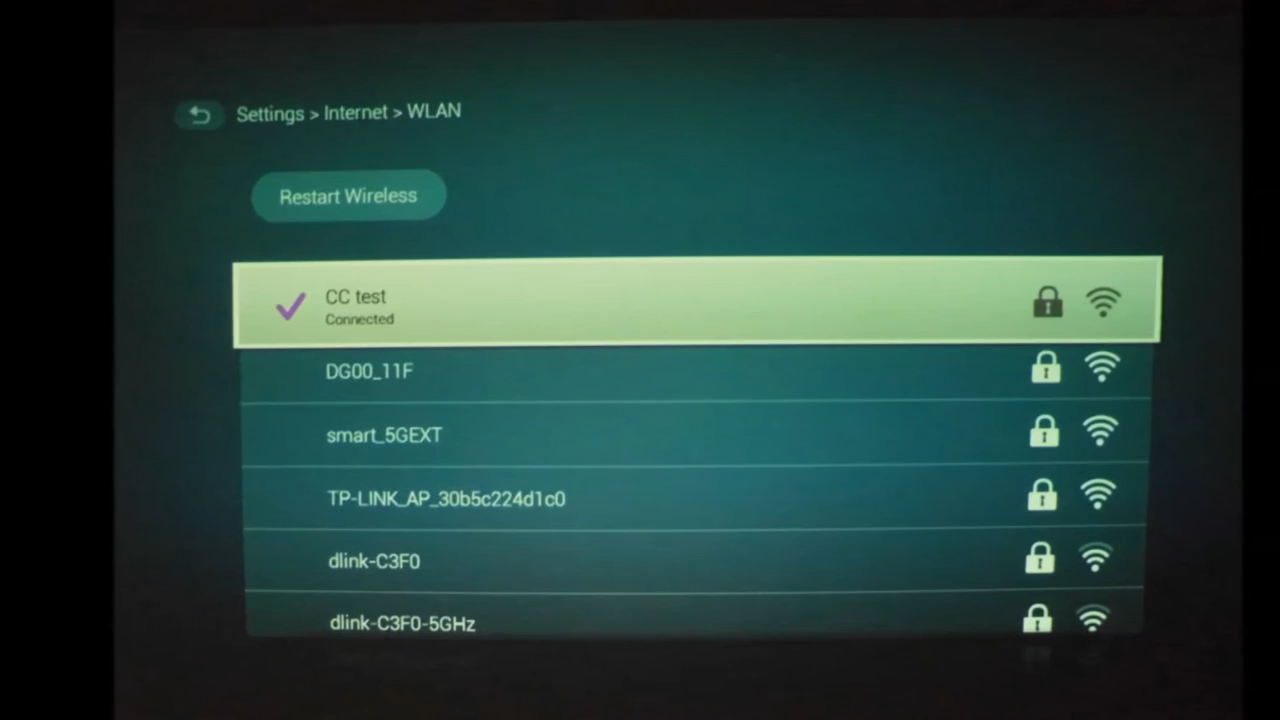 Settings > Internet > WLAN
Restart Wireless
CC test
Connected
DG00_11F
smart_5GEXT
TP-LINK_AP_30b5c224d1c0
dlink-C3F0
dlink-C3F0-5GHz